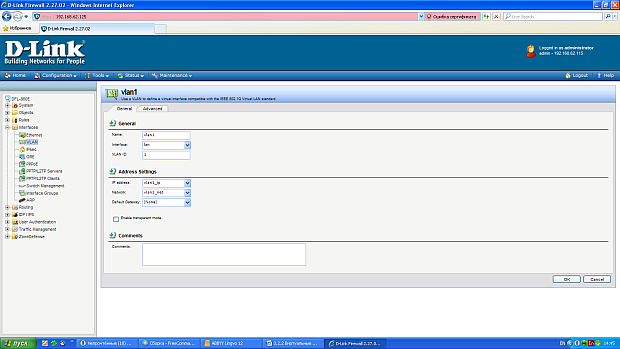 D-Link Firewall 2.27.02 - Windows Internet Explorer
192.168.62.125
Ошибка сертификата
Live Search
Избранное
D-Link Firewall 2.27.02
D-Link
Building Networks for People
Logged in as administrator
admin - 192.168.62.115
Home
Configuration
Tools
Status
Maintenance
Logout
Help
DFL-860E
System
Objects
Rules
Interfaces
Ethernet
VLAN
IPsec
GRE
PPPoE
PPTP/L2TP Servers
PPTP/L2TP Clients
Switch Management
Interface Groups
ARP
Routing
IDP / IPS
User Authentication
Traffic Management
ZoneDefense
vlan1
Use a VLAN to define a virtual interface compatible with the IEEE 802.1Q Virtual LAN standard.
General
Advanced
General
Name:
vlan1
Interface:
lan
VLAN ID:
1
Address Settings
IP address:
vlan1_ip
Network:
vlan1_net
Default Gateway:
(None)
Enable transparent mode
Comments
Comments:
OK
Cancel
пуск
Непрочтённые (10) ...
Сборка - FreeComma...
ABBYY Lingvo 12
2.2.2 Виртуальные ...
D-Link Firewall 2.27.0...
EN
14:45